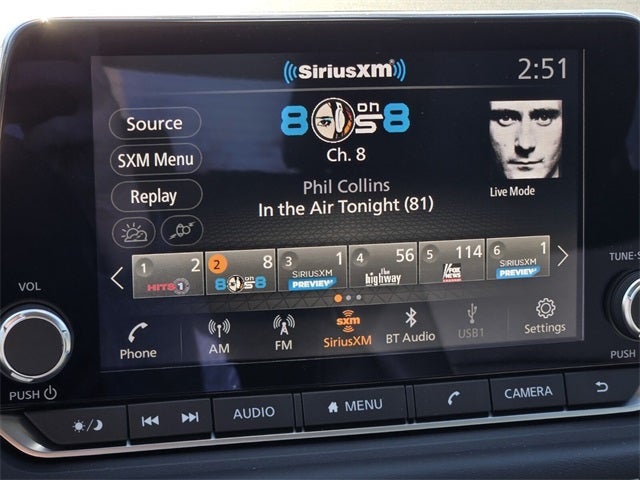 SiriusXM
2:51
80s on 8
Ch. 8
Source
SXM Menu
Replay
Phil Collins
In the Air Tonight (81)
Live Mode
1 2
HITS 1
2 8
80s on 8
3 1
SIRIUSXM
PREVIEW
4 56
the highway
5 114
FOX NEWS
6 1
SIRIUSXM
PREVIEW
VOL
TUNE-S
Phone
AM
FM
sxm
SiriusXM
BT Audio
USB1
Settings
PUSH
PUSH
AUDIO
MENU
CAMERA